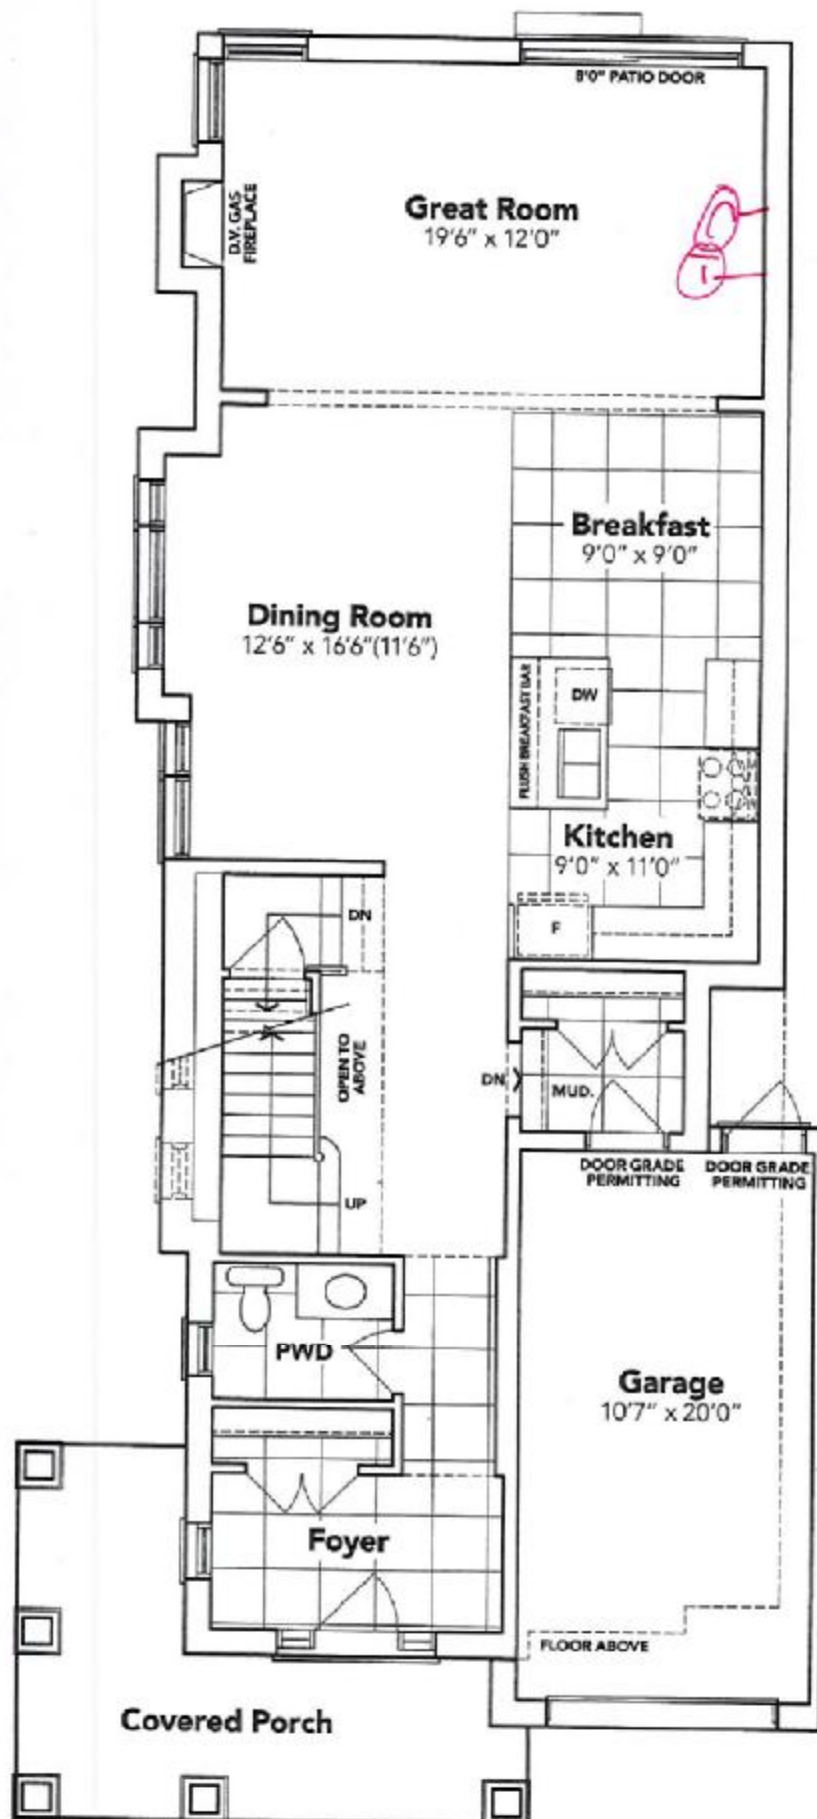 8'0" PATIO DOOR
D.V. GAS
FIREPLACE
Great Room
19'6" x 12'0"
Breakfast
9'0" x 9'0"
Dining Room
12'6" x 16'6"(11'6")
FLUSH BREAKFAST BAR
DW
Kitchen
9'0" x 11'0"
F
DN
OPEN TO
ABOVE
DN
MUD.
DOOR GRADE
PERMITTING
DOOR GRADE
PERMITTING
UP
PWD
Garage
10'7" x 20'0"
Foyer
FLOOR ABOVE
Covered Porch